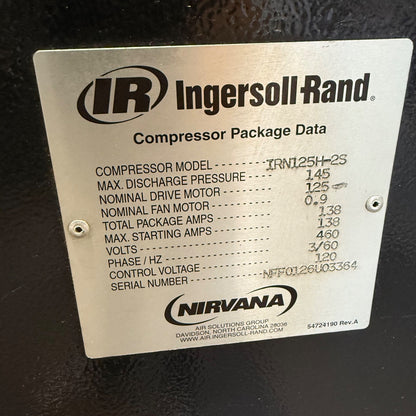 IR Ingersoll-Rand®
Compressor Package Data
COMPRESSOR MODEL - - - - - - - IRN125H-2S
MAX. DISCHARGE PRESSURE - - - - 145
NOMINAL DRIVE MOTOR - - - - - - 125
NOMINAL FAN MOTOR - - - - - - - 0.9
TOTAL PACKAGE AMPS - - - - - - - 138
MAX. STARTING AMPS - - - - - - - 138
VOLTS - - - - - - - - - - - - - 460
PHASE / HZ - - - - - - - - - - - 3/60
CONTROL VOLTAGE - - - - - - - - 120
SERIAL NUMBER - - - - - - - - - NFF0126U03364
NIRVANA
AIR SOLUTIONS GROUP
DAVIDSON, NORTH CAROLINA 28036
WWW.AIR.INGERSOLL-RAND.COM
54724190 Rev.A